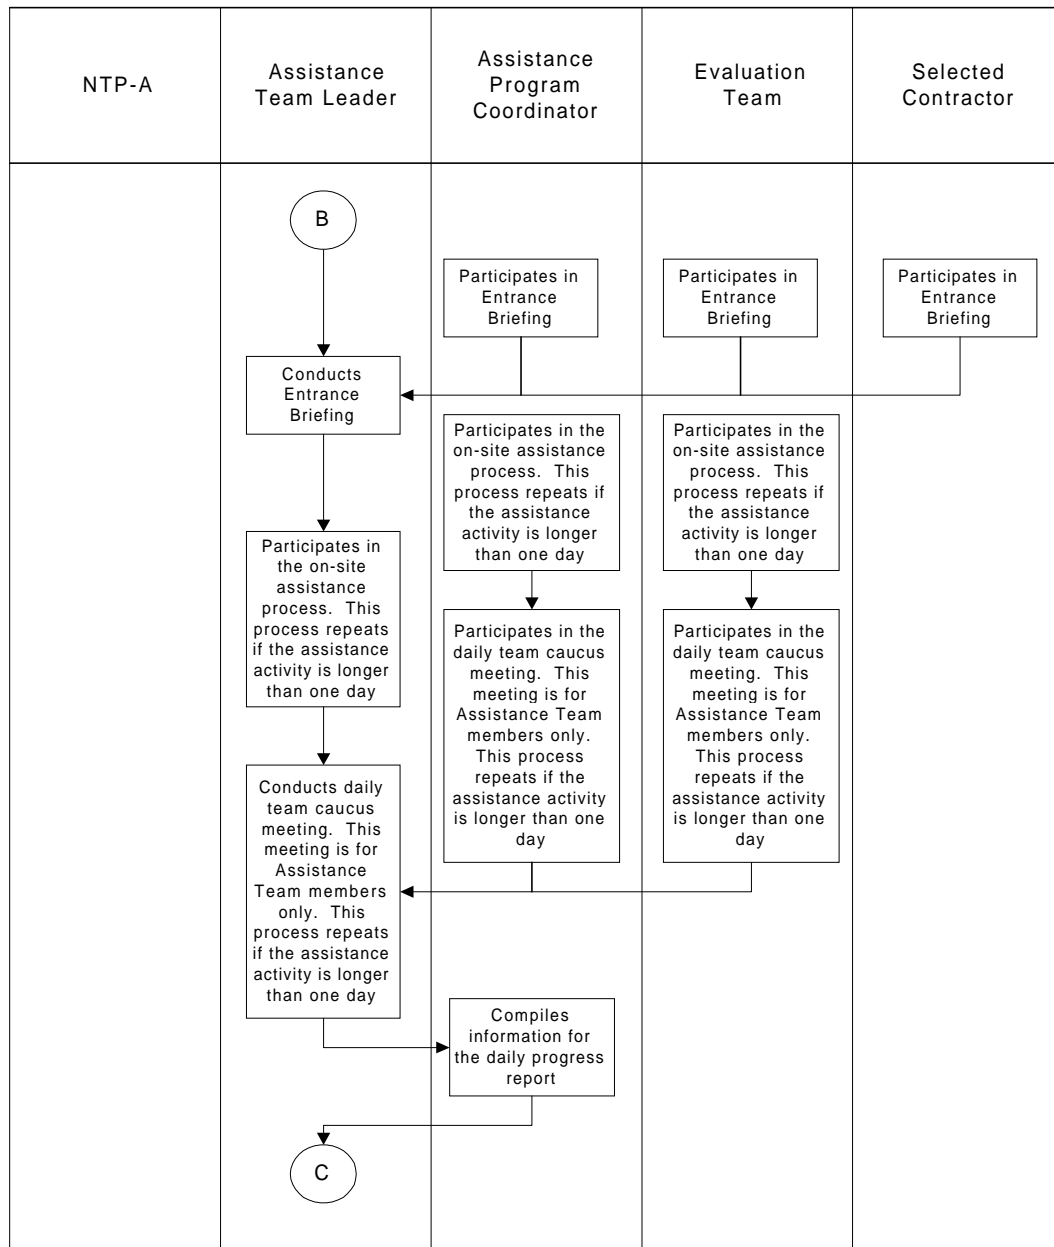 NTP-A
Assistance
Team Leader
Assistance
Program
Coordinator
Evaluation
Team
Selected
Contractor
B
Participates in
Entrance
Briefing
Participates in
Entrance
Briefing
Participates in
Entrance
Briefing
Conducts
Entrance
Briefing
Participates in the
on-site assistance
process. This
process repeats if
the assistance
activity is longer
than one day
Participates in the
on-site assistance
process. This
process repeats if
the assistance
activity is longer
than one day
Participates in
the on-site
assistance
process. This
process repeats
if the assistance
activity is longer
than one day
Participates in the
daily team caucus
meeting. This
meeting is for
Assistance Team
members only.
This process
repeats if the
assistance activity
is longer than one
day
Participates in the
daily team caucus
meeting. This
meeting is for
Assistance Team
members only.
This process
repeats if the
assistance activity
is longer than one
day
Conducts daily
team caucus
meeting. This
meeting is for
Assistance
Team members
only. This
process repeats
if the assistance
activity is longer
than one day
Compiles
information for
the daily progress
report
C